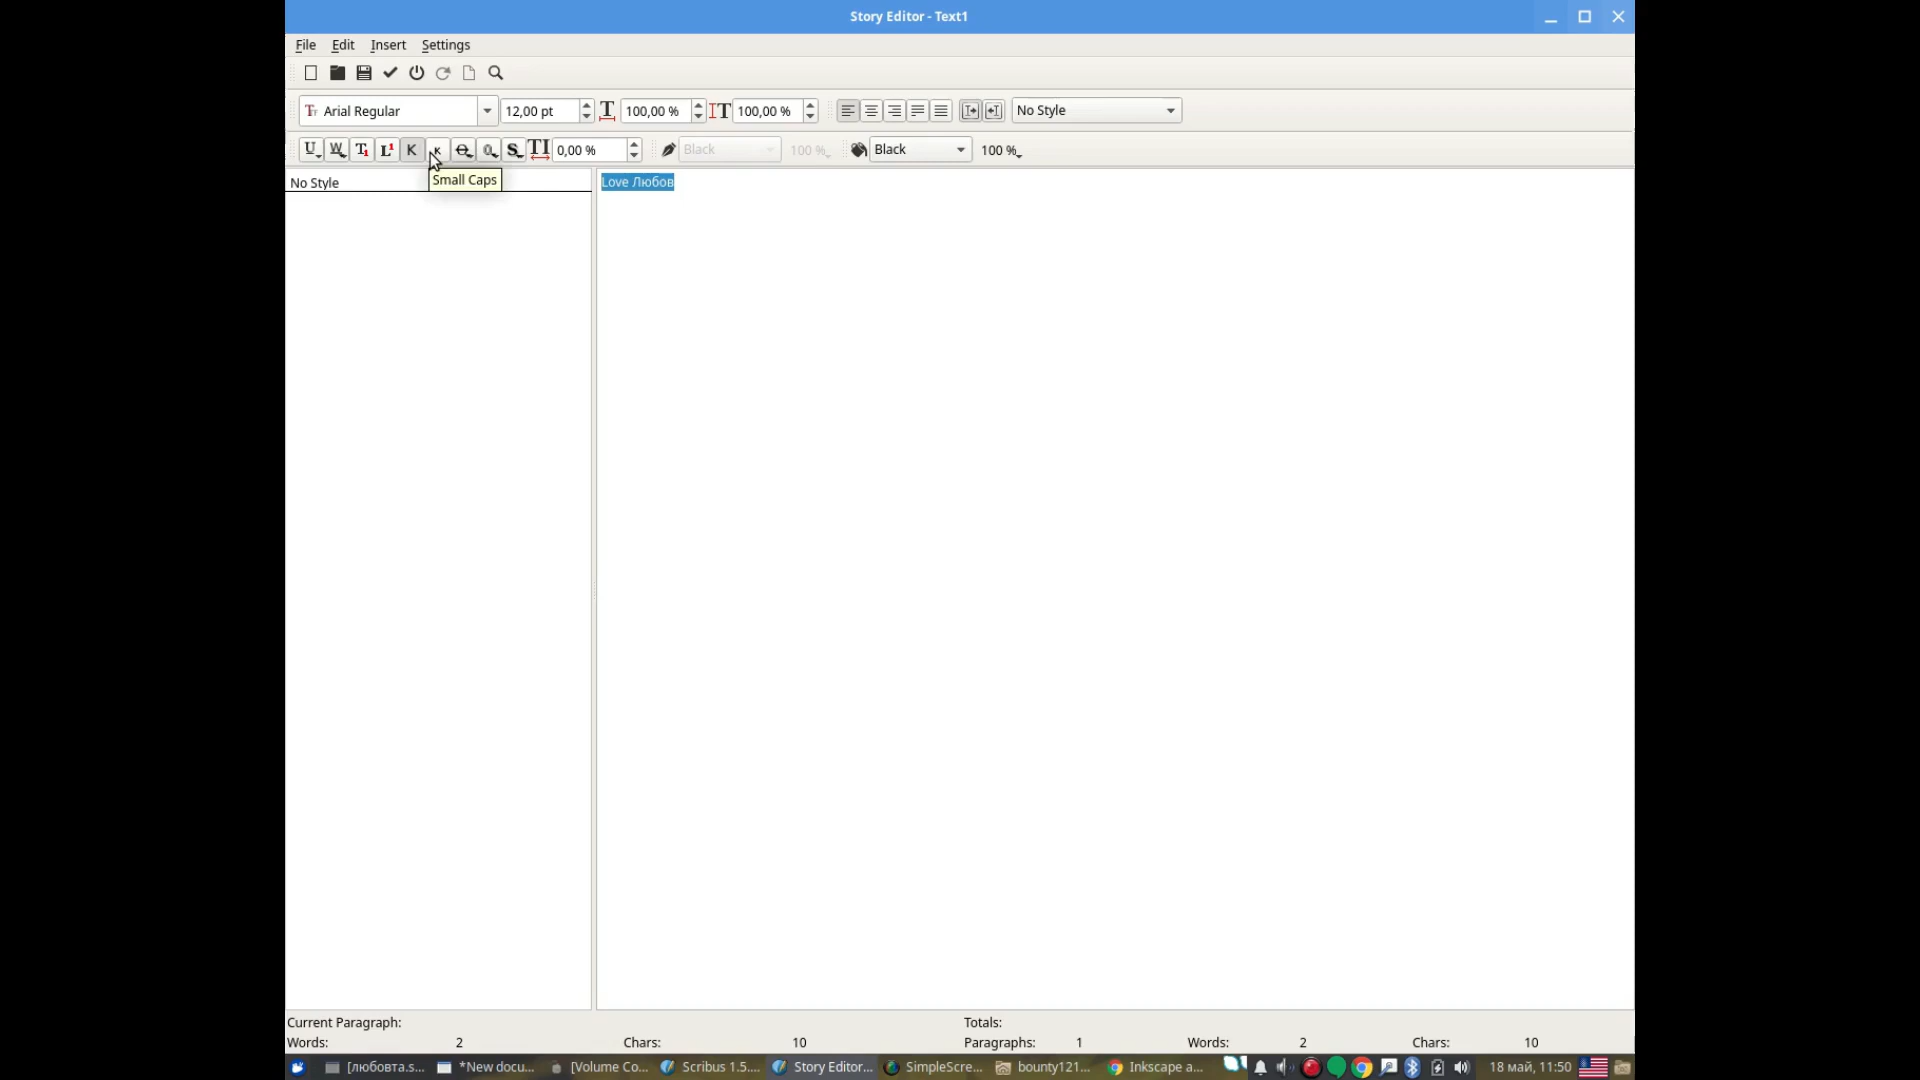 Story Editor - Text1
File Edit Insert Settings
Arial Regular 12,00 pt 100,00 % 100,00 % No Style
0,00 % Black 100 % Black 100 %
Small Caps
No Style
Love Любов
Current Paragraph: Totals:
Words: 2 Chars: 10 Paragraphs: 1 Words: 2 Chars: 10
[любовта.s... *New docu... [Volume Co... Scribus 1.5.... Story Editor... SimpleScre... bounty121... Inkscape a... 18 май, 11:50